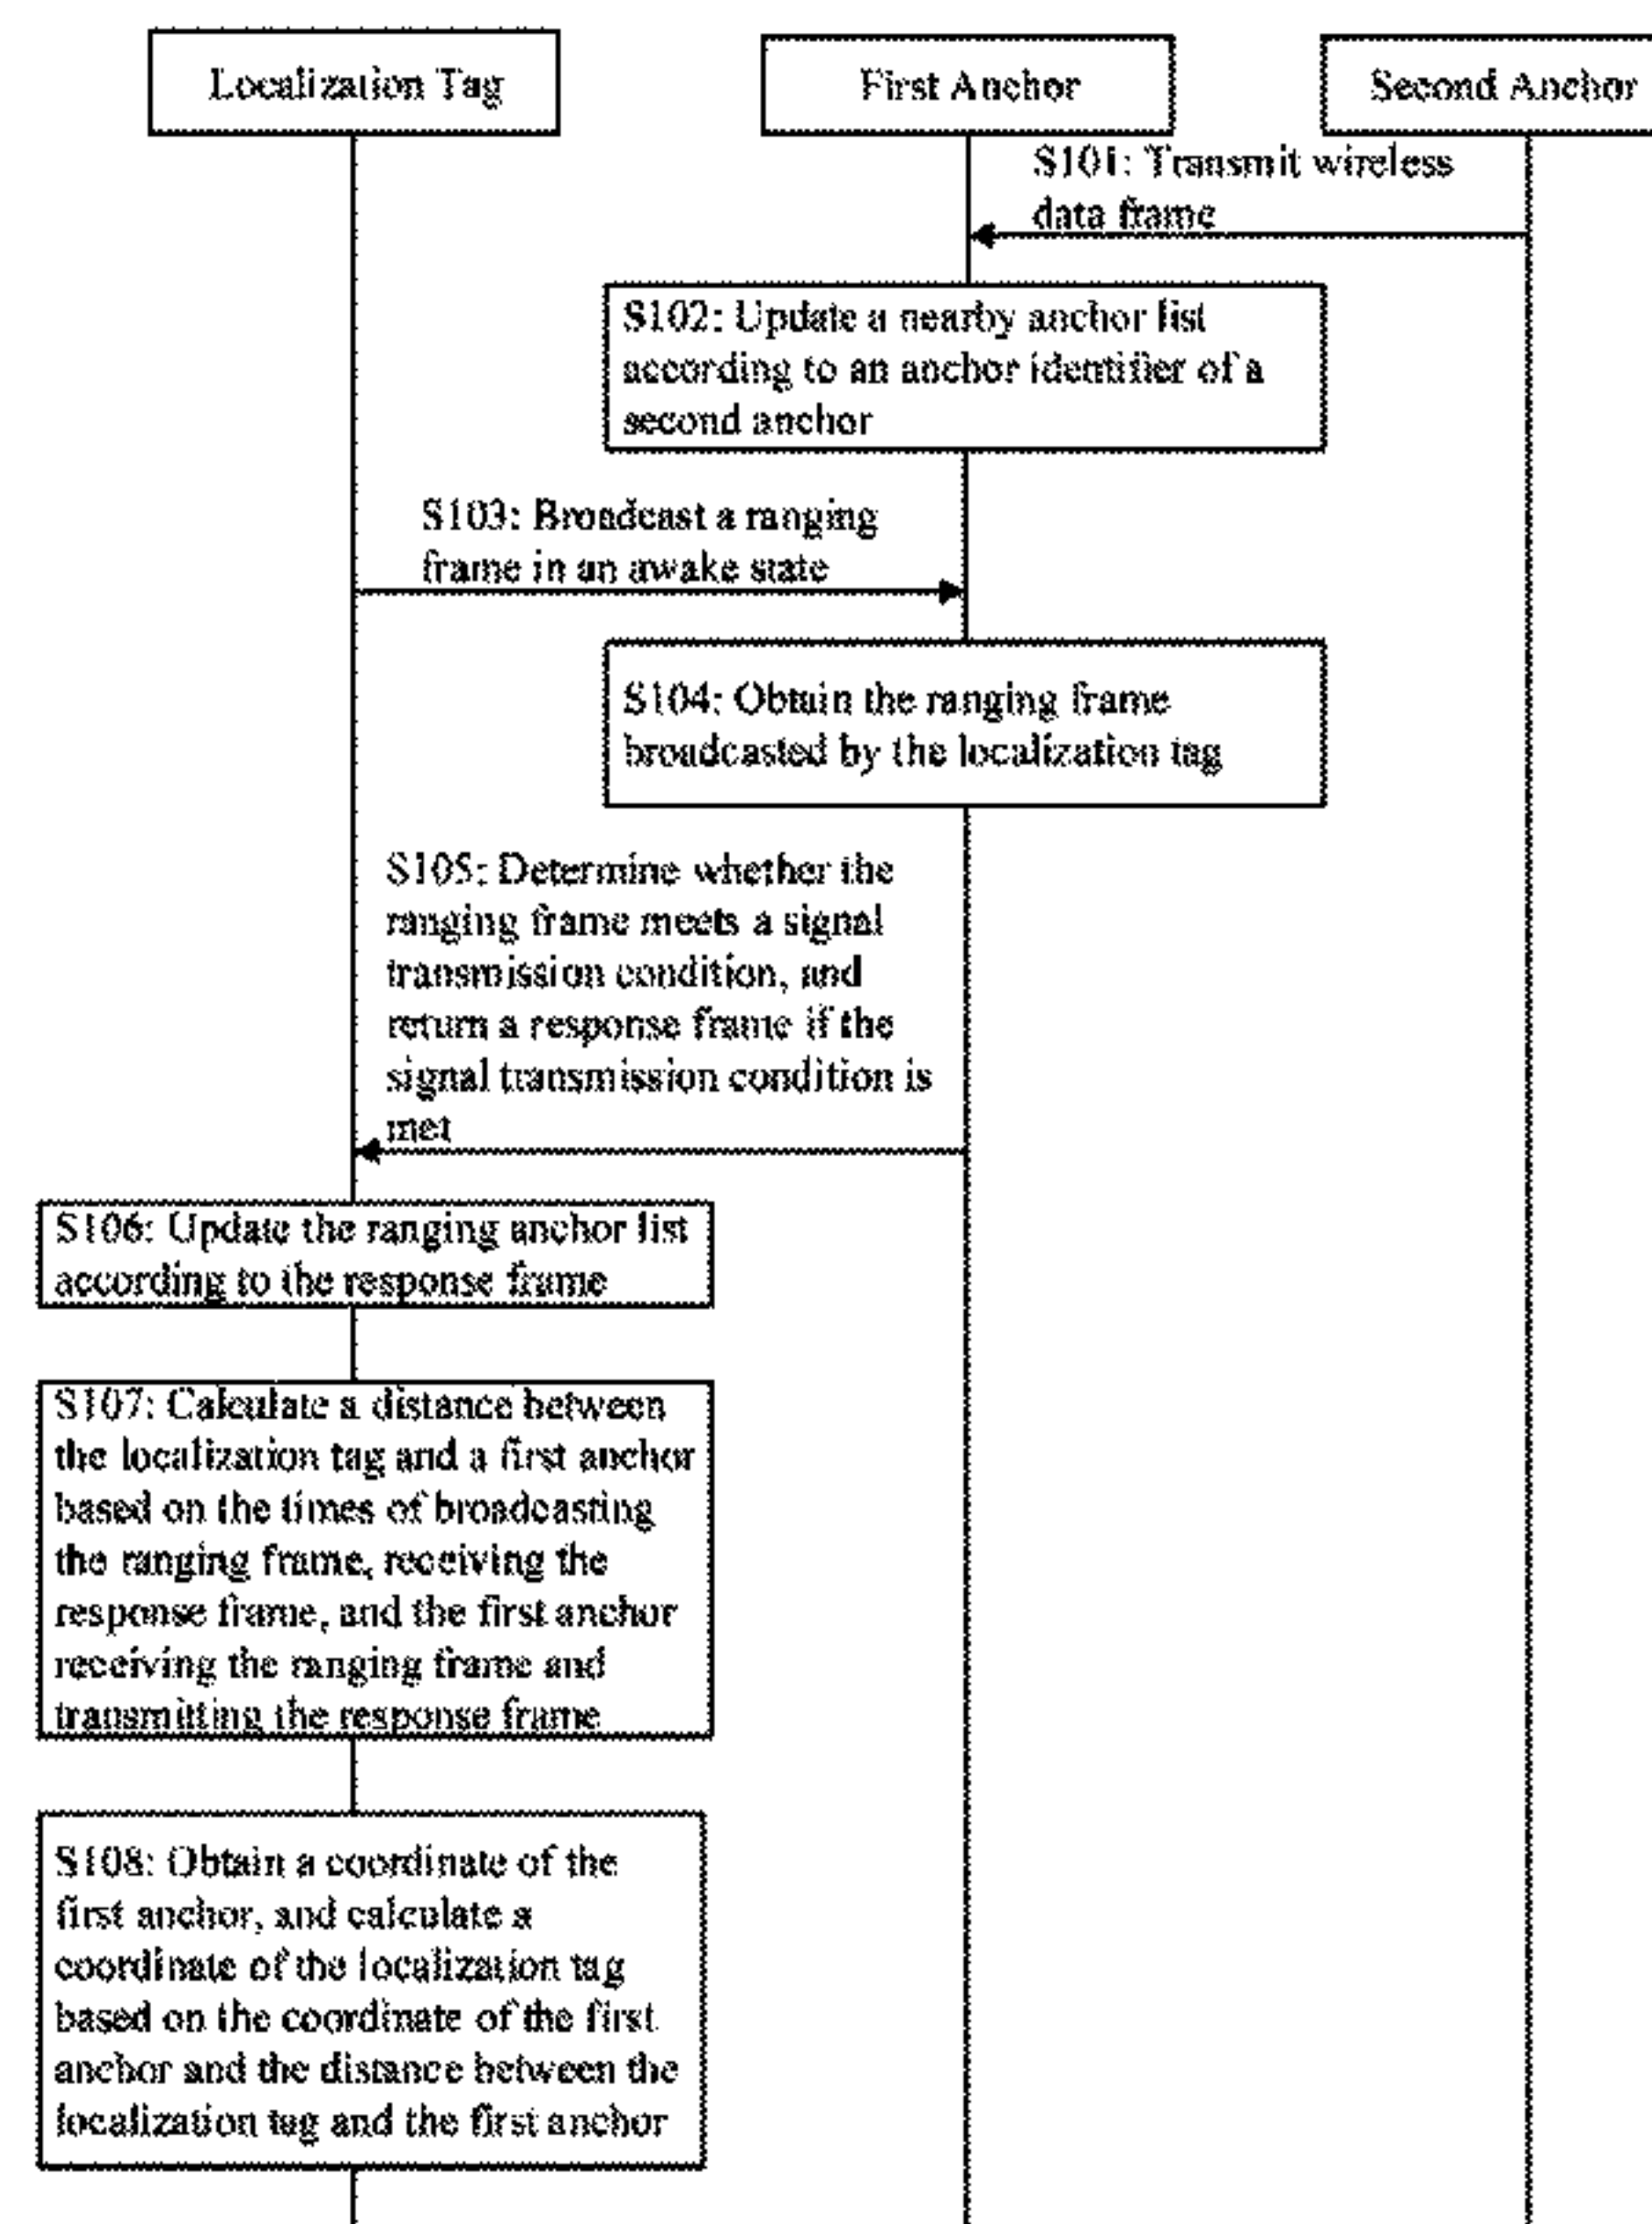 Localization Tag
First Anchor
Second Anchor
S101: Transmit wireless
data frame
S102: Update a nearby anchor list
according to an anchor identifier of a
second anchor
S103: Broadcast a ranging
frame in an awake state
S104: Obtain the ranging frame
broadcasted by the localization tag
S105: Determine whether the
ranging frame meets a signal
transmission condition, and
return a response frame if the
signal transmission condition is
met
S106: Update the ranging anchor list
according to the response frame
S107: Calculate a distance between
the localization tag and a first anchor
based on the times of broadcasting
the ranging frame, receiving the
response frame, and the first anchor
receiving the ranging frame and
transmitting the response frame
S108: Obtain a coordinate of the
first anchor, and calculate a
coordinate of the localization tag
based on the coordinate of the first
anchor and the distance between the
localization tag and the first anchor